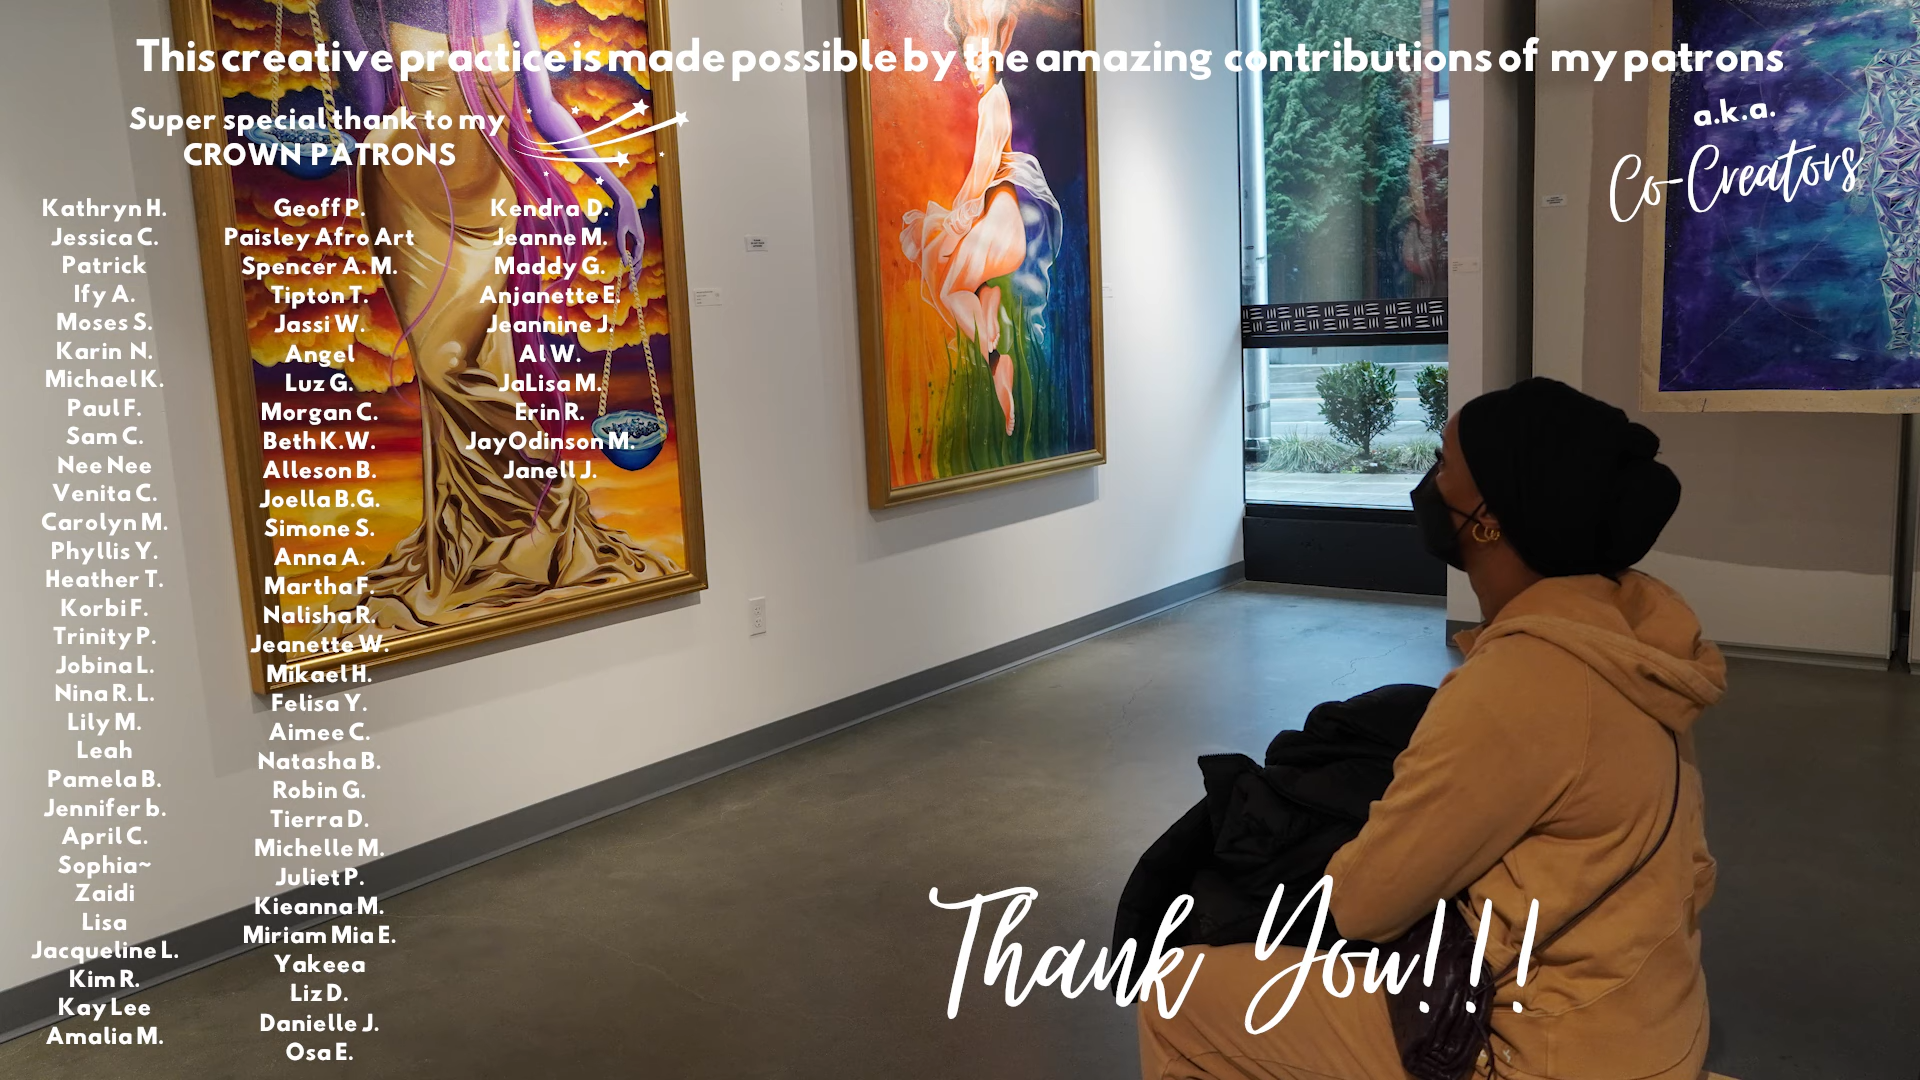 This creative practice is made possible by the amazing contributions of my patrons
a.k.a.
Co-Creators
Super special thank to my
CROWN PATRONS
Kathryn H.
Jessica C.
Patrick
Ify A.
Moses S.
Karin N.
Michael K.
Paul F.
Sam C.
Nee Nee
Venita C.
Carolyn M.
Phyllis Y.
Heather T.
Korbi F.
Trinity P.
Jobina L.
Nina R. L.
Lily M.
Leah
Pamela B.
Jennifer b.
April C.
Sophia~
Zaidi
Lisa
Jacqueline L.
Kim R.
Kay Lee
Amalia M.
Geoff P.
Paisley Afro Art
Spencer A. M.
Tipton T.
Jassi W.
Angel
Luz G.
Morgan C.
Beth K.W.
Alleson B.
Joella B.G.
Simone S.
Anna A.
Martha F.
Nalisha R.
Jeanette W.
Mikael H.
Felisa Y.
Aimee C.
Natasha B.
Robin G.
Tierra D.
Michelle M.
Juliet P.
Kieanna M.
Miriam Mia E.
Yakeea
Liz D.
Danielle J.
Osa E.
Kendra D.
Jeanne M.
Maddy G.
Anjanette E.
Jeannine J.
Al W.
JaLisa M.
Erin R.
JayOdinson M.
Janell J.
Thank You!!!